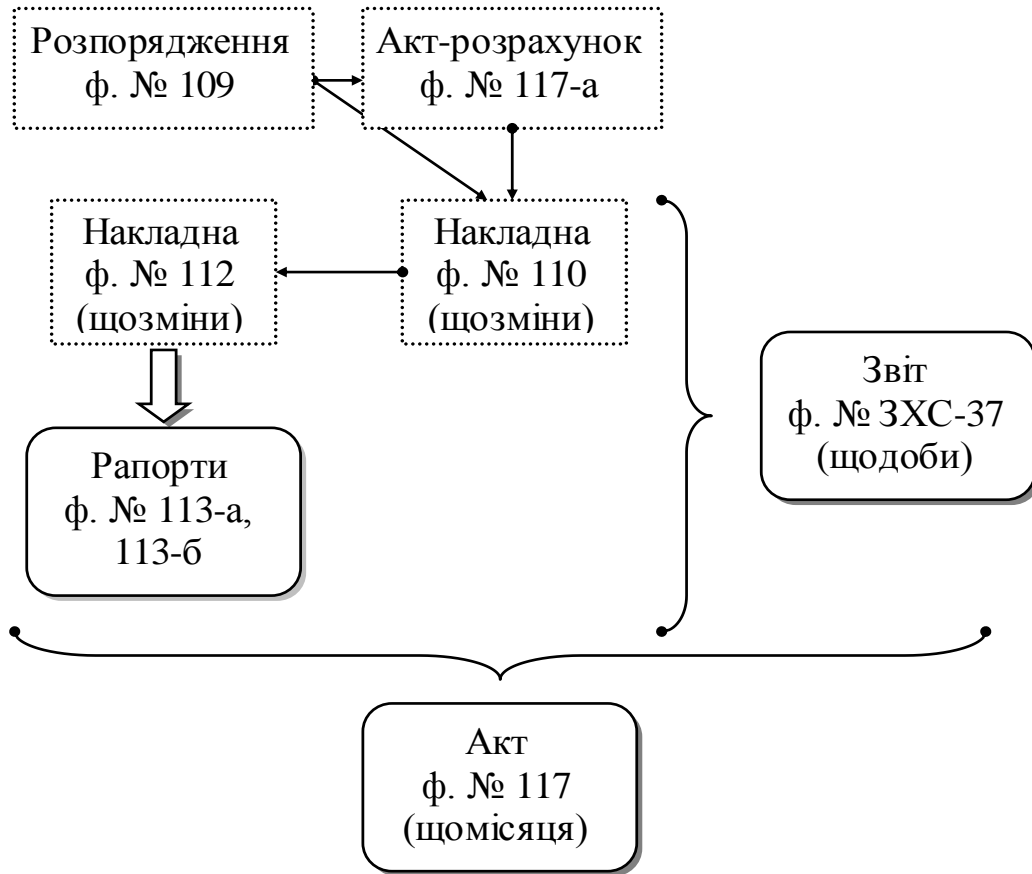 Розпорядження
ф. № 109
Акт-розрахунок
ф. № 117-а
Накладна
ф. № 112
(щозміни)
Накладна
ф. № 110
(щозміни)
Звіт
ф. № ЗХС-37
(щодоби)
Рапорти
ф. № 113-а,
113-б
Акт
ф. № 117
(щомісяця)